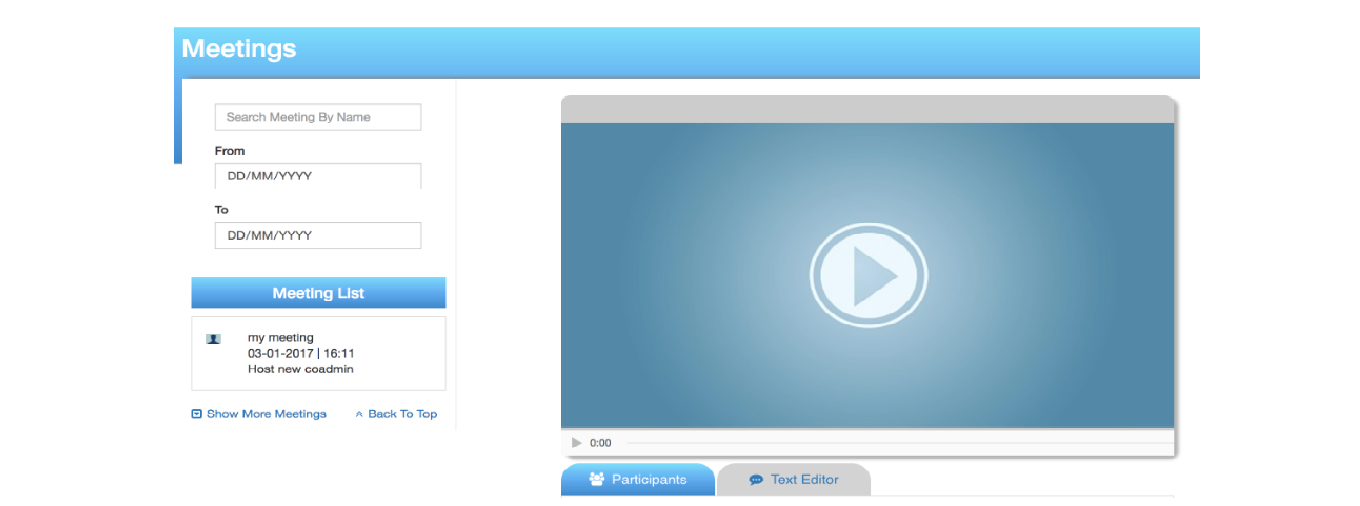 Meetings
Search Meeting By Name
From
DD/MM/YYYY
To
DD/MM/YYYY
Meeting List
my meeting
03-01-2017 | 16:11
Host new coadmin
Show More Meetings
Back To Top
0:00
Participants
Text Editor